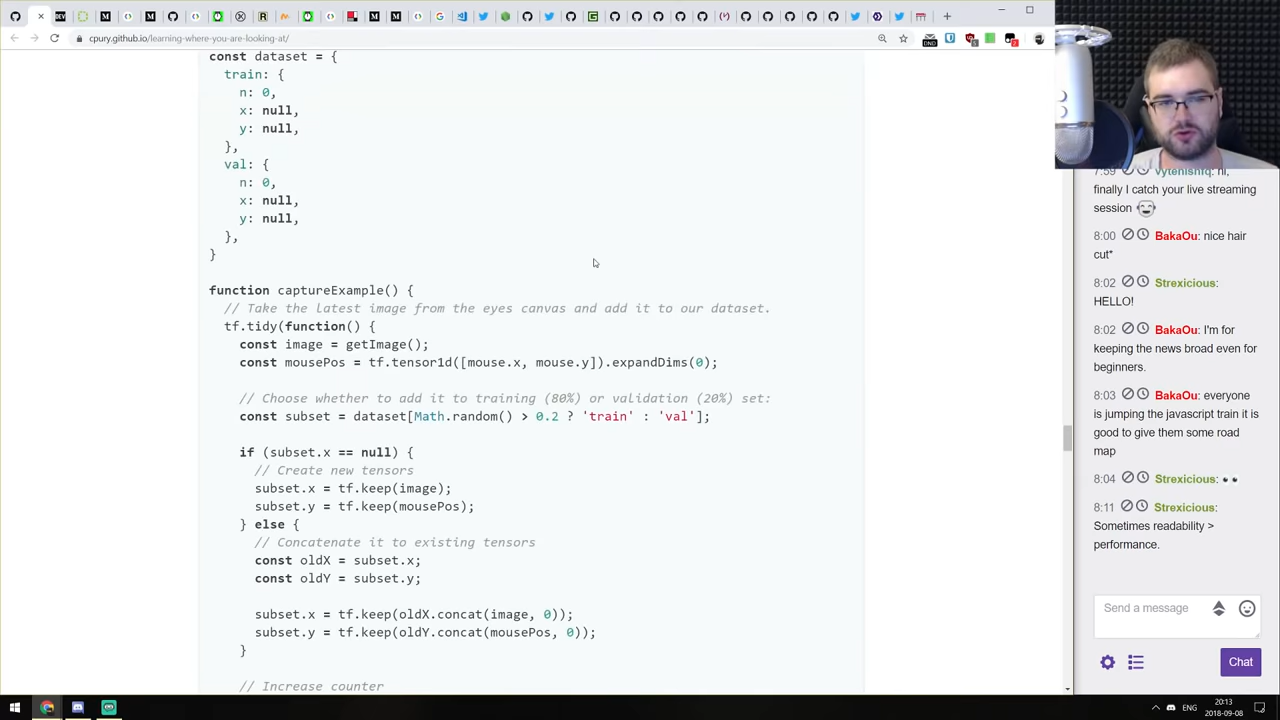 cpury.github.io/learning-where-you-are-looking-at/
const dataset = {
train: {
n: 0,
x: null,
y: null,
},
val: {
n: 0,
x: null,
y: null,
},
}
function captureExample() {
// Take the latest image from the eyes canvas and add it to our dataset.
tf.tidy(function() {
const image = getImage();
const mousePos = tf.tensor1d([mouse.x, mouse.y]).expandDims(0);
// Choose whether to add it to training (80%) or validation (20%) set:
const subset = dataset[Math.random() > 0.2 ? 'train' : 'val'];
if (subset.x == null) {
// Create new tensors
subset.x = tf.keep(image);
subset.y = tf.keep(mousePos);
} else {
// Concatenate it to existing tensors
const oldX = subset.x;
const oldY = subset.y;
subset.x = tf.keep(oldX.concat(image, 0));
subset.y = tf.keep(oldY.concat(mousePos, 0));
}
// Increase counter
7:59 vytenisnfq: hi,
finally I catch your live streaming
session
8:00 BakaOu: nice hair
cut*
8:02 Strexicious:
HELLO!
8:02 BakaOu: I'm for
keeping the news broad even for
beginners.
8:03 BakaOu: everyone
is jumping the javascript train it is
good to give them some road
map
8:04 Strexicious:
8:11 Strexicious:
Sometimes readability >
performance.
Send a message
Chat
ENG
20:13
2018-09-08